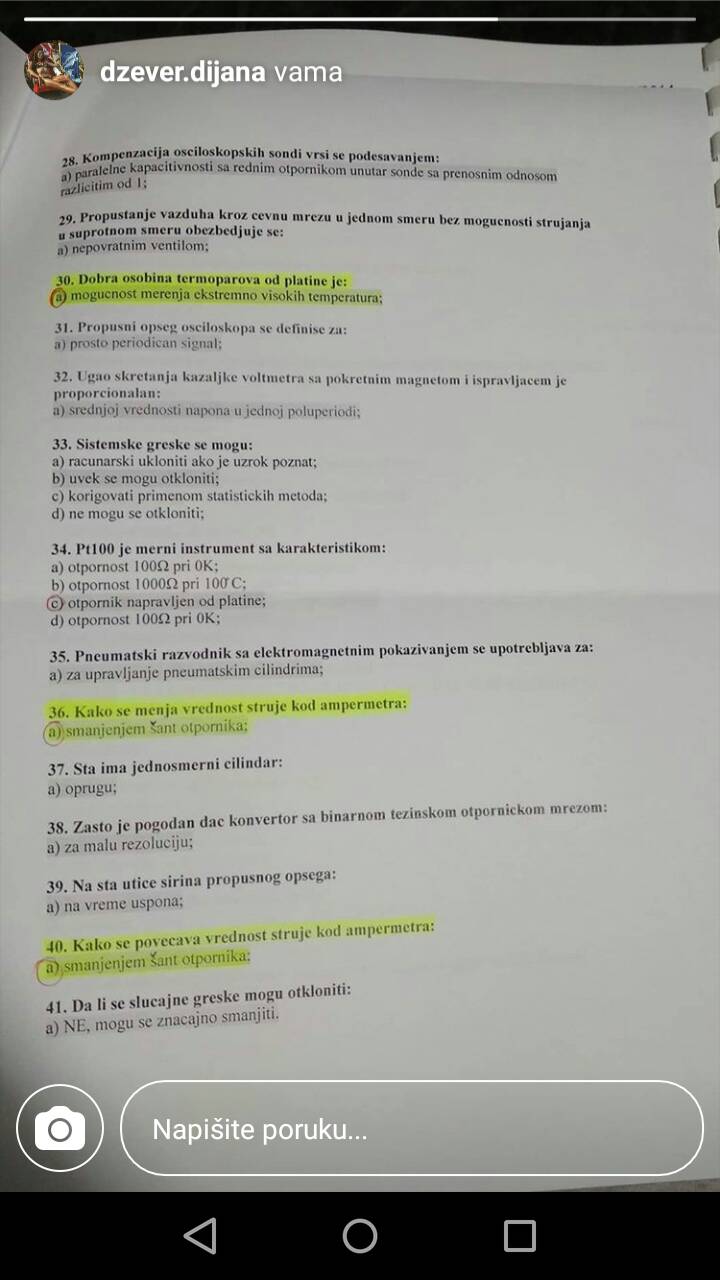 dzever.dijana vama
28. Kompenzacija osciloskopskih sondi vrsi se podesavanjem:
a) paralelne kapacitivnosti sa rednim otpornikom unutar sonde sa prenosnim odnosom
razlicitim od 1;
29. Propustanje vazduha kroz cevnu mrezu u jednom smeru bez mogucnosti strujanja
u suprotnom smeru obezbedjuje se:
a) nepovratnim ventilom;
30. Dobra osobina termoparova od platine je:
a) mogucnost merenja ekstremno visokih temperatura;
31. Propusni opseg osciloskopa se definise za:
a) prosto periodican signal;
32. Ugao skretanja kazaljke voltmetra sa pokretnim magnetom i ispravljacem je
proporcionalan:
a) srednjoj vrednosti napona u jednoj poluperiodi;
33. Sistemske greske se mogu:
a) racunarski ukloniti ako je uzrok poznat;
b) uvek se mogu otkloniti;
c) korigovati primenom statistickih metoda;
d) ne mogu se otkloniti;
34. Pt100 je merni instrument sa karakteristikom:
a) otpornost 100Ω pri 0K;
b) otpornost 1000Ω pri 100°C;
c) otpornik napravljen od platine;
d) otpornost 100Ω pri 0K;
35. Pneumatski razvodnik sa elektromagnetnim pokazivanjem se upotrebljava za:
a) za upravljanje pneumatskim cilindrima;
36. Kako se menja vrednost struje kod ampermetra:
a) smanjenjem šant otpornika;
37. Sta ima jednosmerni cilindar:
a) oprugu;
38. Zasto je pogodan dac konvertor sa binarnom tezinskom otpornickom mrezom:
a) za malu rezoluciju;
39. Na sta utice sirina propusnog opsega:
a) na vreme uspona;
40. Kako se povecava vrednost struje kod ampermetra:
a) smanjenjem šant otpornika;
41. Da li se slucajne greske mogu otkloniti:
a) NE, mogu se znacajno smanjiti.
Napišite poruku...